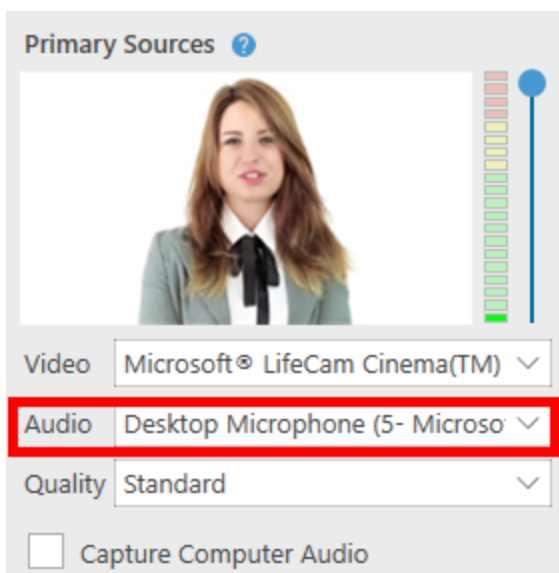 Primary Sources ?
Video Microsoft® LifeCam Cinema(TM)
Audio Desktop Microphone (5- Microso
Quality Standard
Capture Computer Audio